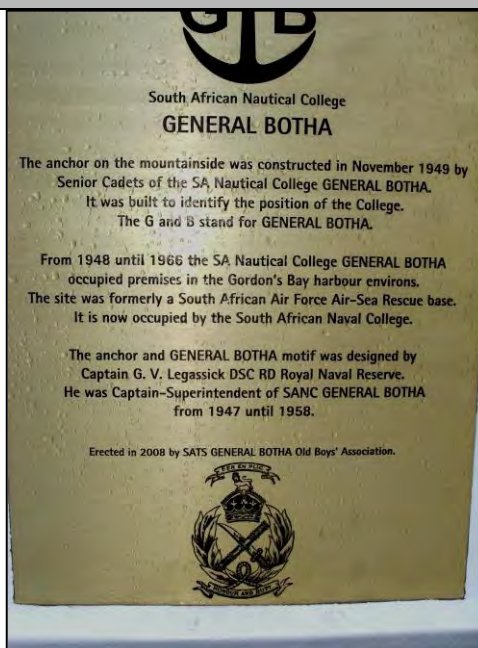 G B
South African Nautical College
GENERAL BOTHA
The anchor on the mountainside was constructed in November 1949 by
Senior Cadets of the SA Nautical College GENERAL BOTHA.
It was built to identify the position of the College.
The G and B stand for GENERAL BOTHA.
From 1948 until 1966 the SA Nautical College GENERAL BOTHA
occupied premises in the Gordon's Bay harbour environs.
The site was formerly a South African Air Force Air-Sea Rescue base.
It is now occupied by the South African Naval College.
The anchor and GENERAL BOTHA motif was designed by
Captain G. V. Legassick DSC RD Royal Naval Reserve.
He was Captain-Superintendent of SANC GENERAL BOTHA
from 1947 until 1958.
Erected in 2008 by SATS GENERAL BOTHA Old Boys' Association.
EER EN PLIG
HONOUR AND DUTY